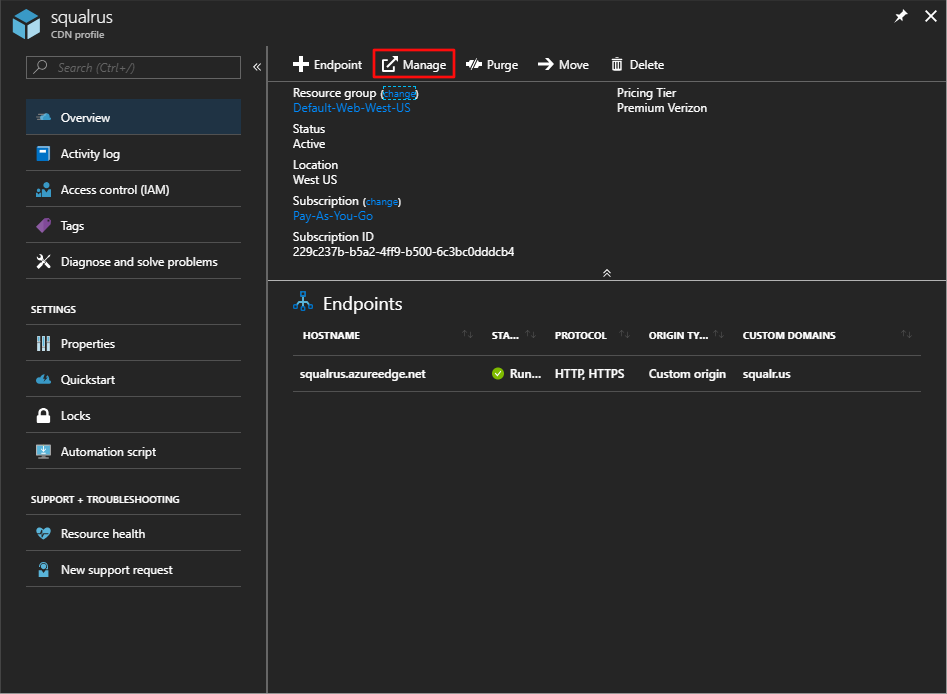 squalrus
CDN profile
Search (Ctrl+/)
Overview
Activity log
Access control (IAM)
Tags
Diagnose and solve problems
SETTINGS
Properties
Quickstart
Locks
Automation script
SUPPORT + TROUBLESHOOTING
Resource health
New support request
Endpoint Manage Purge Move Delete
Resource group (change)
Default-Web-West-US
Status
Active
Location
West US
Subscription (change)
Pay-As-You-Go
Subscription ID
229c237b-b5a2-4ff9-b500-6c3bc0dddcb4
Pricing Tier
Premium Verizon
Endpoints
HOSTNAME STA... PROTOCOL ORIGIN TY... CUSTOM DOMAINS
squalrus.azureedge.net Run... HTTP, HTTPS Custom origin squalr.us